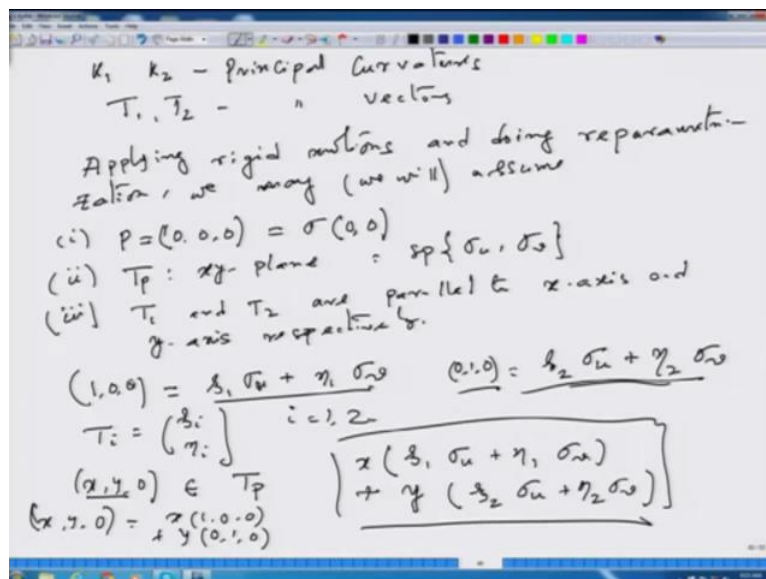 K₁ K₂ - Principal Curvatures
T₁, T₂ - " vectors
Applying rigid motions and doing reparametri-
zation, we may (we will) assume
(i) P = (0,0,0) = σ(0,0)
(ii) Tp : xy-plane = sp{σu, σv}
(iii) T₁ and T₂ are parallel to x-axis and
y-axis respectively.
(1,0,0) = ξ₁ σu + η₁ σv (0,1,0) = ξ₂ σu + η₂ σv
Tᵢ = (ξᵢ ηᵢ) i=1,2
(x,y,0) ∈ Tp
x(ξ₁ σu + η₁ σv)
+ y(ξ₂ σu + η₂ σv)
(x,y,0) = x(1,0,0)
+ y(0,1,0)